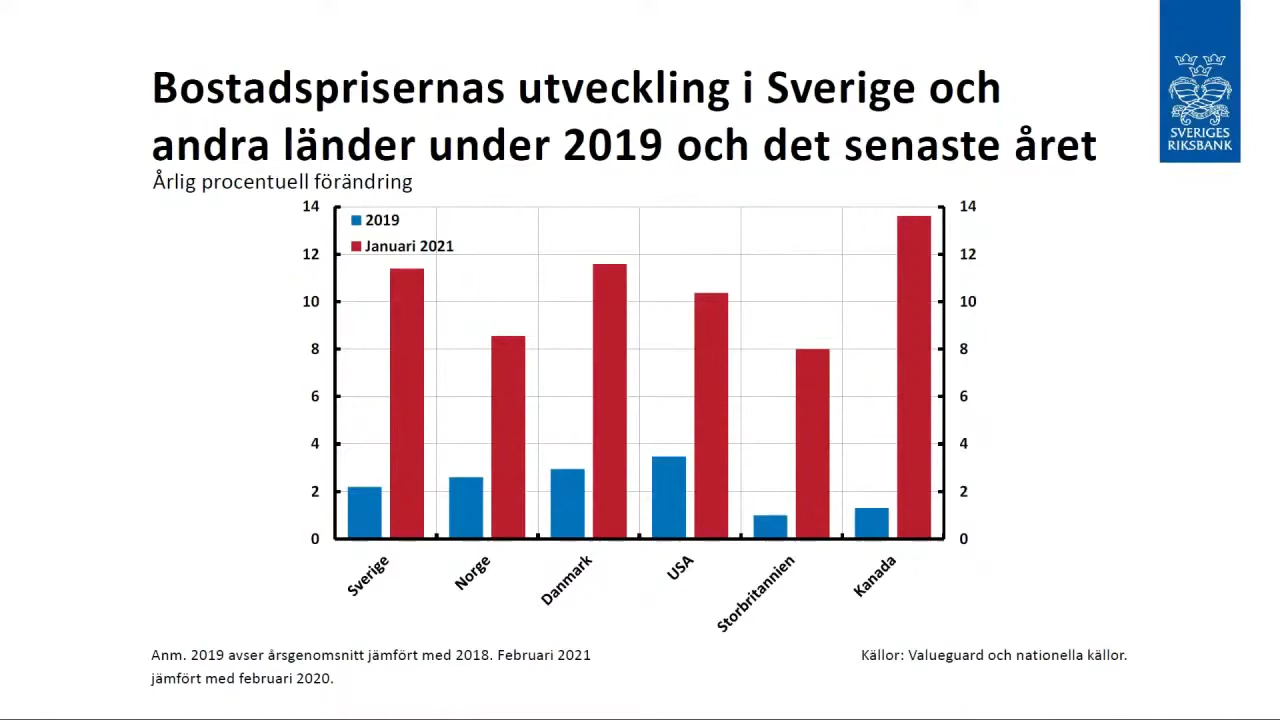 Bostadsprisernas utveckling i Sverige och
andra länder under 2019 och det senaste året
Årlig procentuell förändring
SVERIGES
RIKSBANK
14
12
10
8
6
4
2
0
2019
Januari 2021
14
12
10
8
6
4
2
0
Sverige
Norge
Danmark
USA
Storbritannien
Kanada
Anm. 2019 avser årsgenomsnitt jämfört med 2018. Februari 2021
jämfört med februari 2020.
Källor: Valueguard och nationella källor.